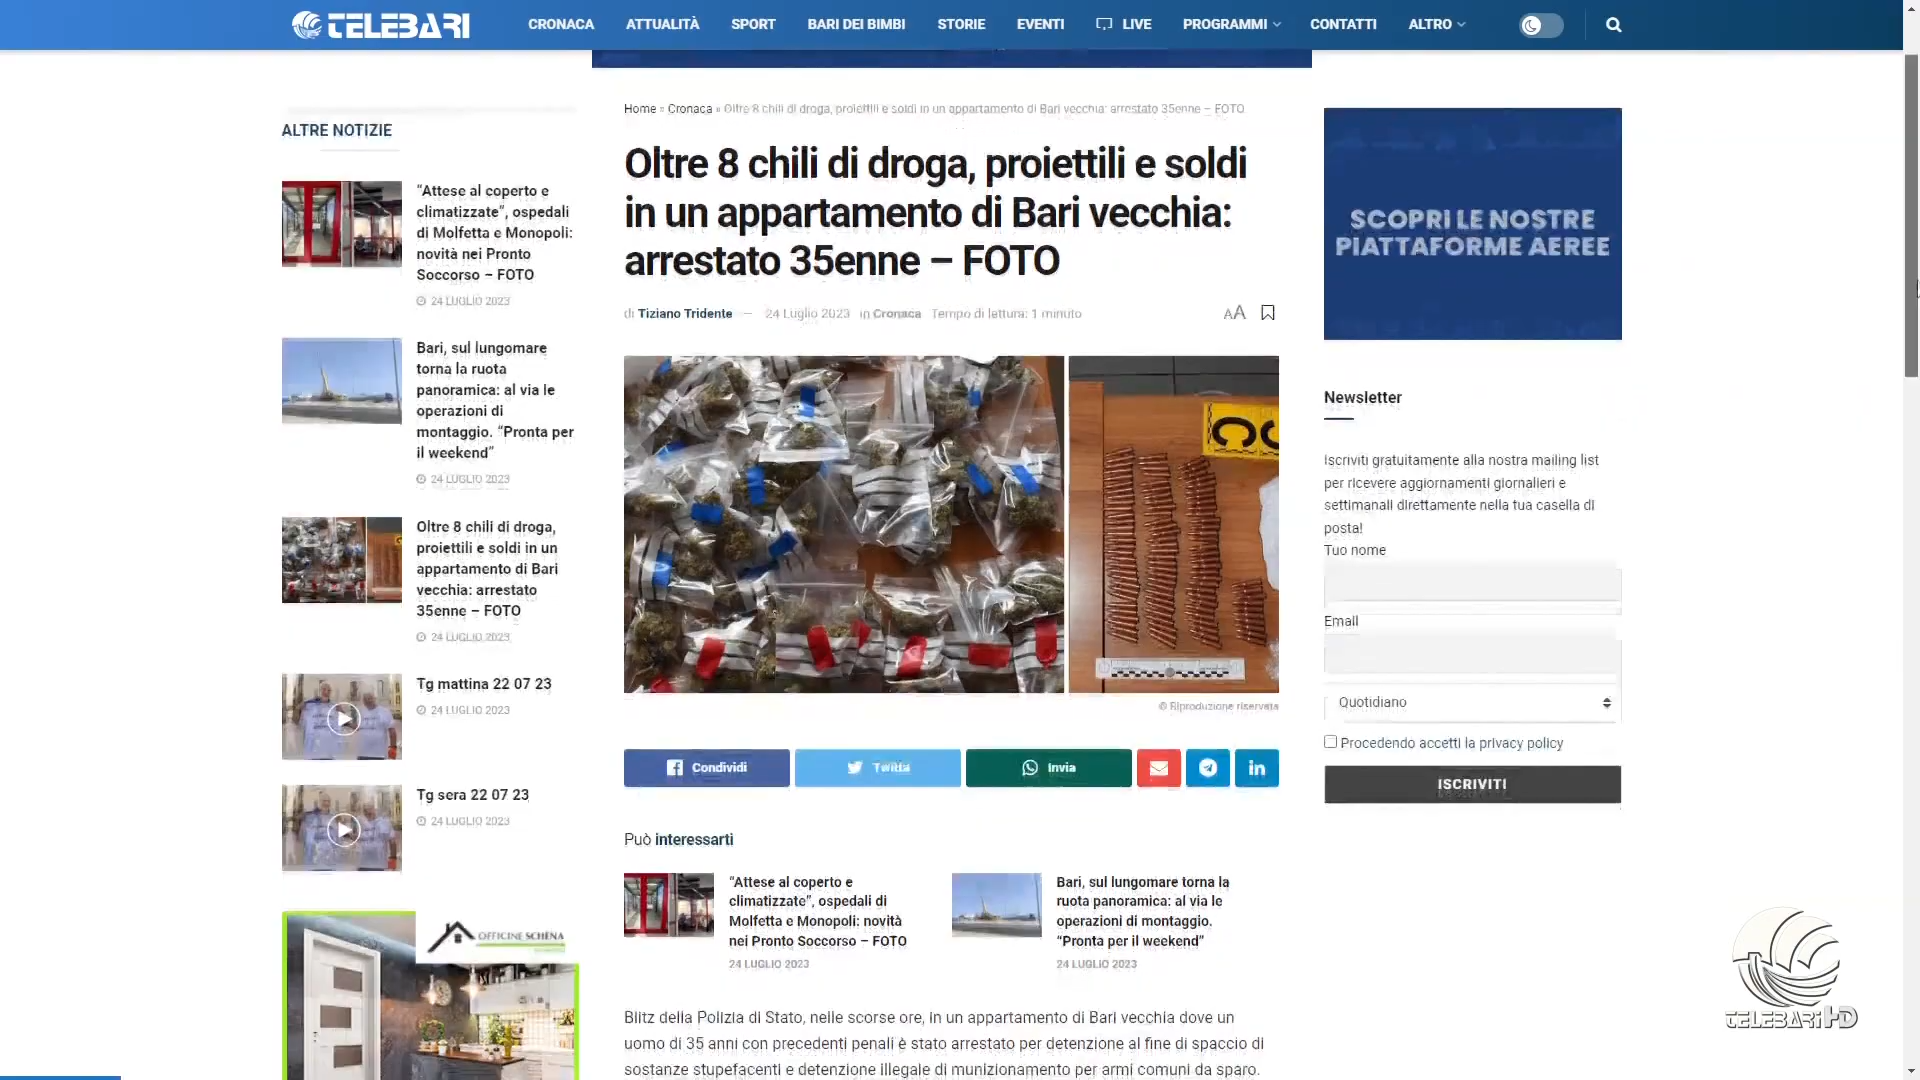 TELEBARI
CRONACA ATTUALITÀ SPORT BARI DEI BIMBI STORIE EVENTI LIVE PROGRAMMI CONTATTI ALTRO
Home » Cronaca » Oltre 8 chili di droga, proiettili e soldi in un appartamento di Bari vecchia: arrestato 35enne – FOTO
Oltre 8 chili di droga, proiettili e soldi
in un appartamento di Bari vecchia:
arrestato 35enne – FOTO
di Tiziano Tridente — 24 Luglio 2023 in Cronaca Tempo di lettura: 1 minuto
AA
ALTRE NOTIZIE
“Attese al coperto e
climatizzate”, ospedali
di Molfetta e Monopoli:
novità nei Pronto
Soccorso – FOTO
24 LUGLIO 2023
Bari, sul lungomare
torna la ruota
panoramica: al via le
operazioni di
montaggio. “Pronta per
il weekend”
24 LUGLIO 2023
Oltre 8 chili di droga,
proiettili e soldi in un
appartamento di Bari
vecchia: arrestato
35enne – FOTO
24 LUGLIO 2023
Tg mattina 22 07 23
24 LUGLIO 2023
Tg sera 22 07 23
24 LUGLIO 2023
OFFICINE SCHÈNA
© Riproduzione riservata
Condividi
Twitta
Invia
Può interessarti
“Attese al coperto e
climatizzate”, ospedali di
Molfetta e Monopoli: novità
nei Pronto Soccorso – FOTO
24 LUGLIO 2023
Bari, sul lungomare torna la
ruota panoramica: al via le
operazioni di montaggio.
“Pronta per il weekend”
24 LUGLIO 2023
Blitz della Polizia di Stato, nelle scorse ore, in un appartamento di Bari vecchia dove un
uomo di 35 anni con precedenti penali è stato arrestato per detenzione al fine di spaccio di
sostanze stupefacenti e detenzione illegale di munizionamento per armi comuni da sparo.
SCOPRI LE NOSTRE
PIATTAFORME AEREE
Newsletter
Iscriviti gratuitamente alla nostra mailing list
per ricevere aggiornamenti giornalieri e
settimanali direttamente nella tua casella di
posta!
Tuo nome
Email
Quotidiano
Procedendo accetti la privacy policy
ISCRIVITI
TELEBARI HD